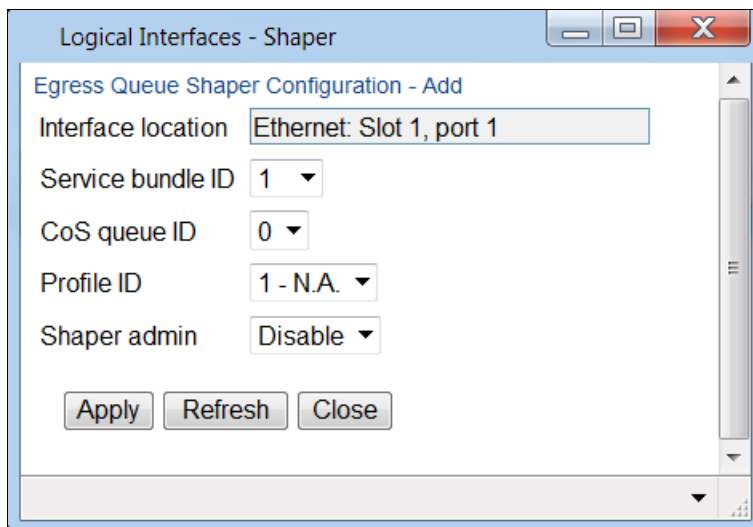 Logical Interfaces - Shaper
Egress Queue Shaper Configuration - Add
Interface location Ethernet: Slot 1, port 1
Service bundle ID 1
CoS queue ID 0
Profile ID 1 - N.A.
Shaper admin Disable
Apply Refresh Close